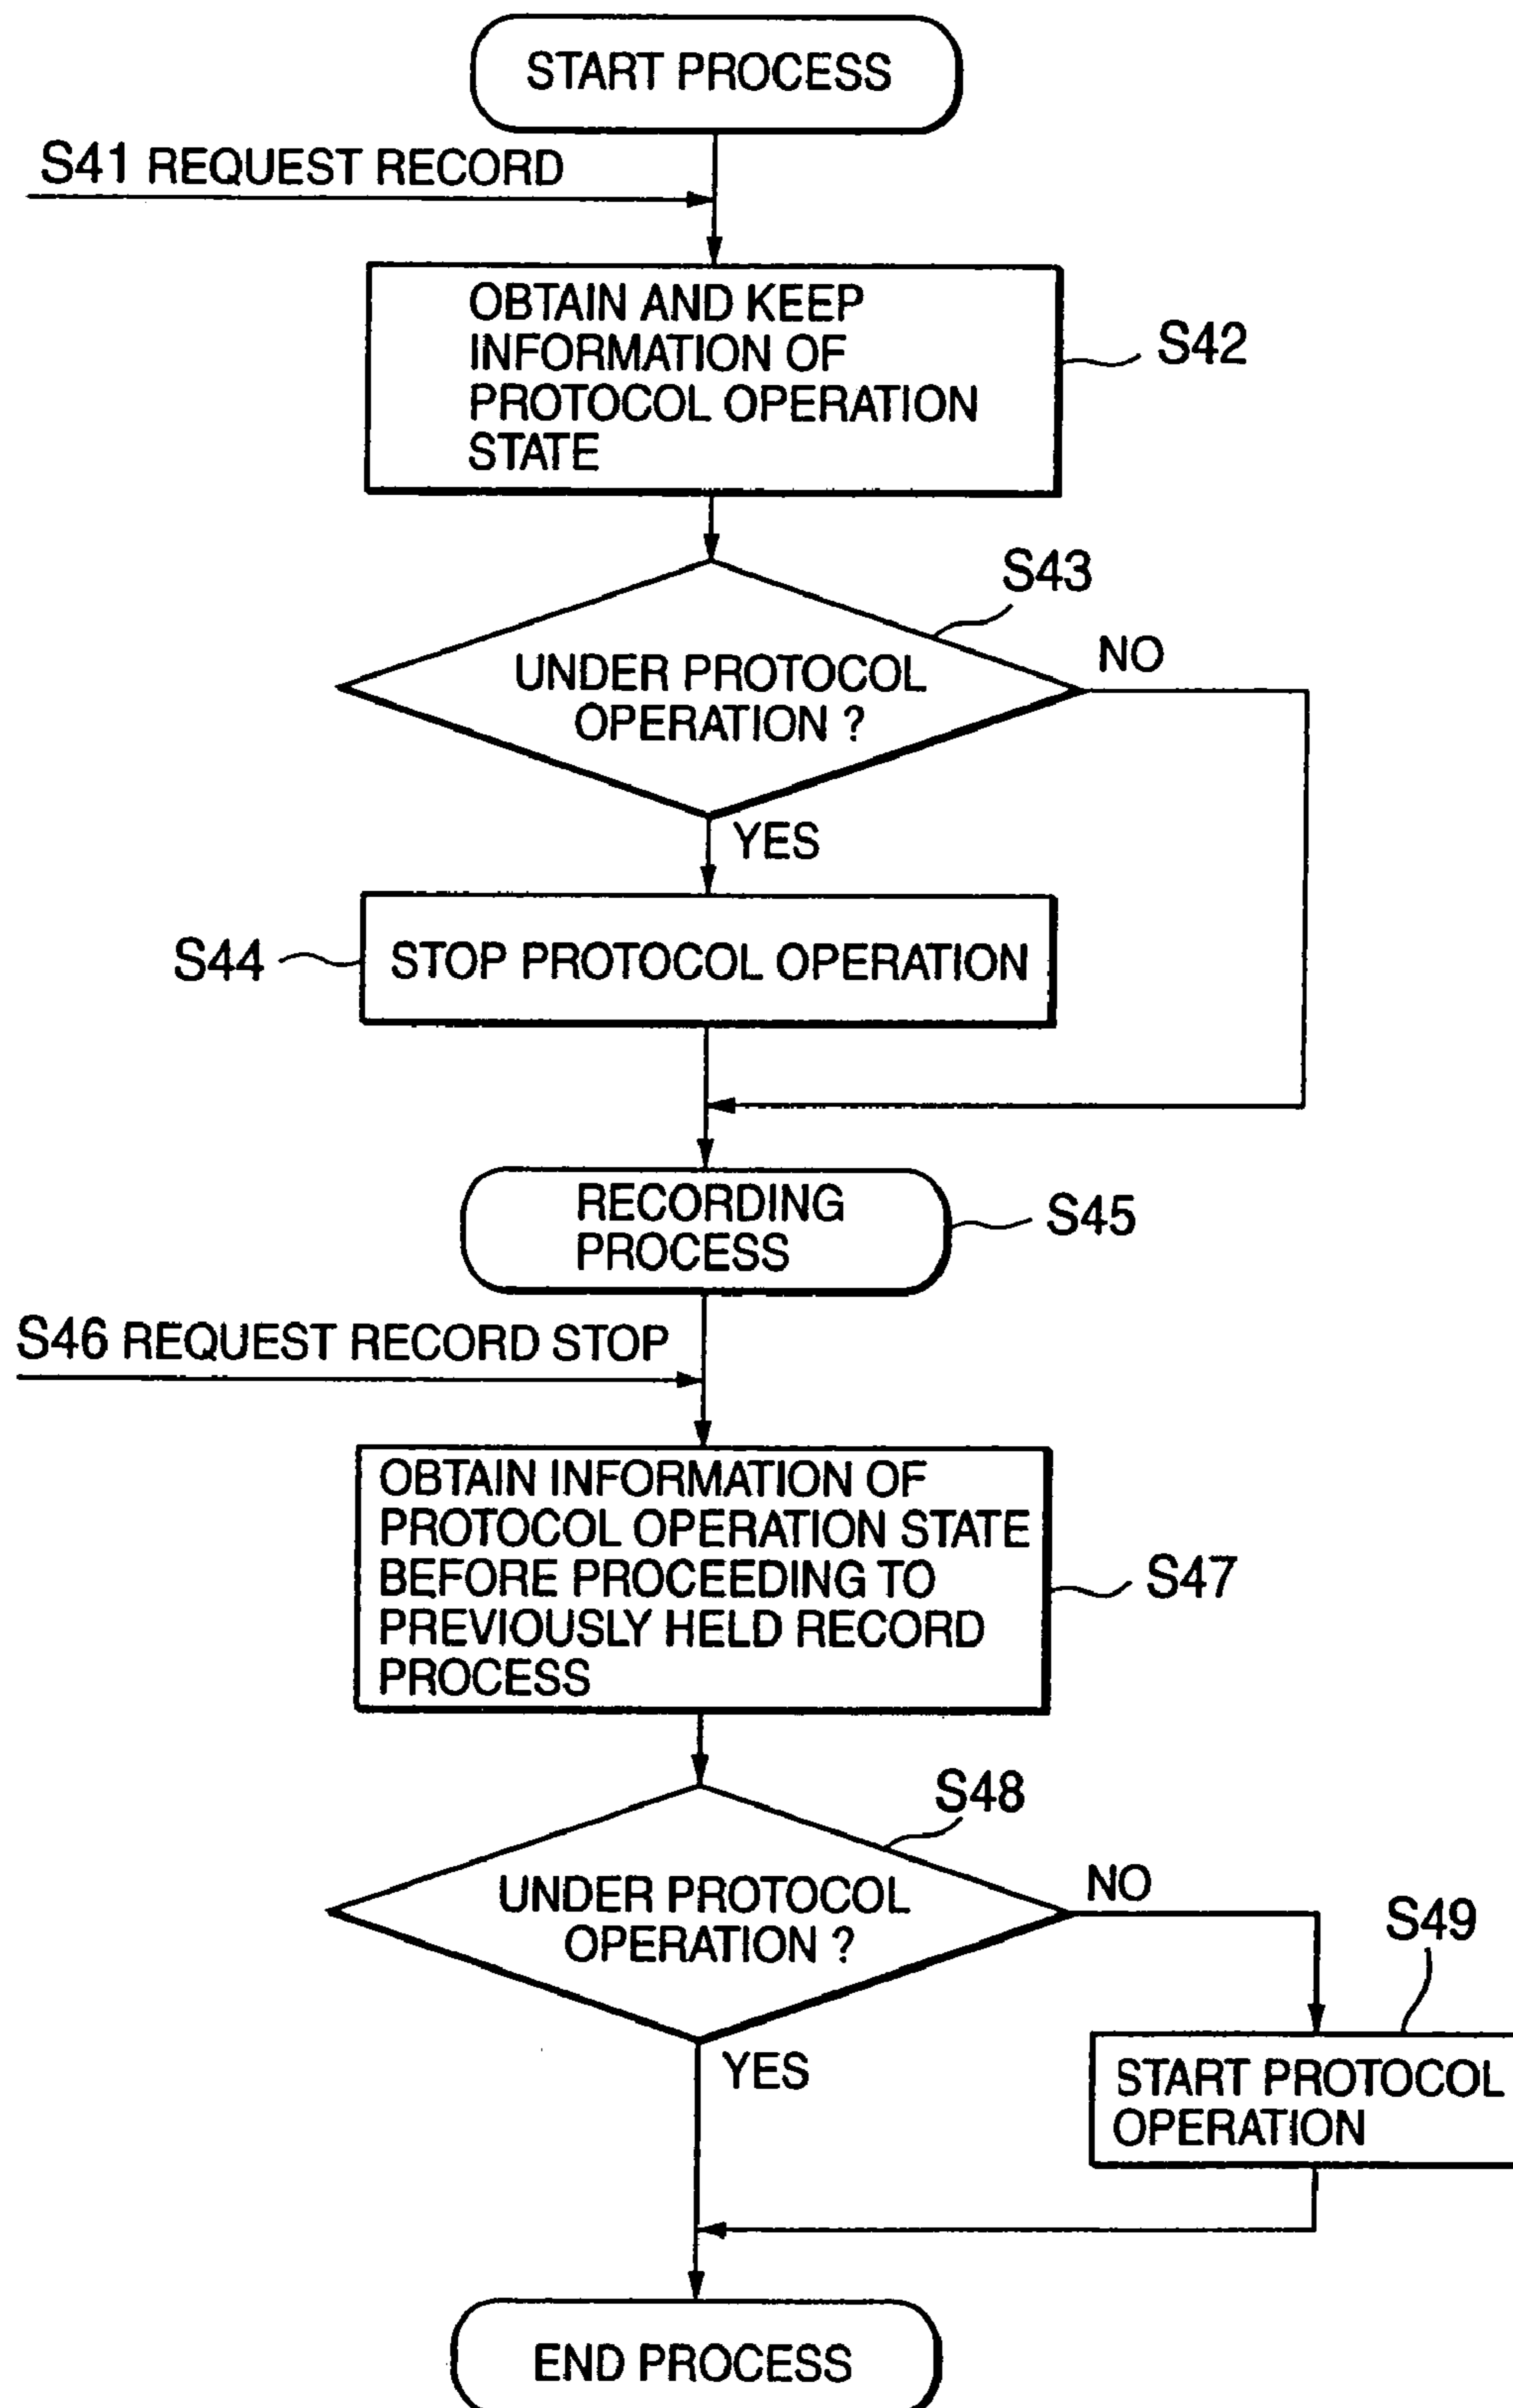 START PROCESS
S41 REQUEST RECORD
OBTAIN AND KEEP
INFORMATION OF
PROTOCOL OPERATION
STATE
S42
S43
UNDER PROTOCOL
OPERATION ?
NO
YES
S44
STOP PROTOCOL OPERATION
RECORDING
PROCESS
S45
S46 REQUEST RECORD STOP
OBTAIN INFORMATION OF
PROTOCOL OPERATION STATE
BEFORE PROCEEDING TO
PREVIOUSLY HELD RECORD
PROCESS
S47
S48
UNDER PROTOCOL
OPERATION ?
NO
S49
YES
START PROTOCOL
OPERATION
END PROCESS